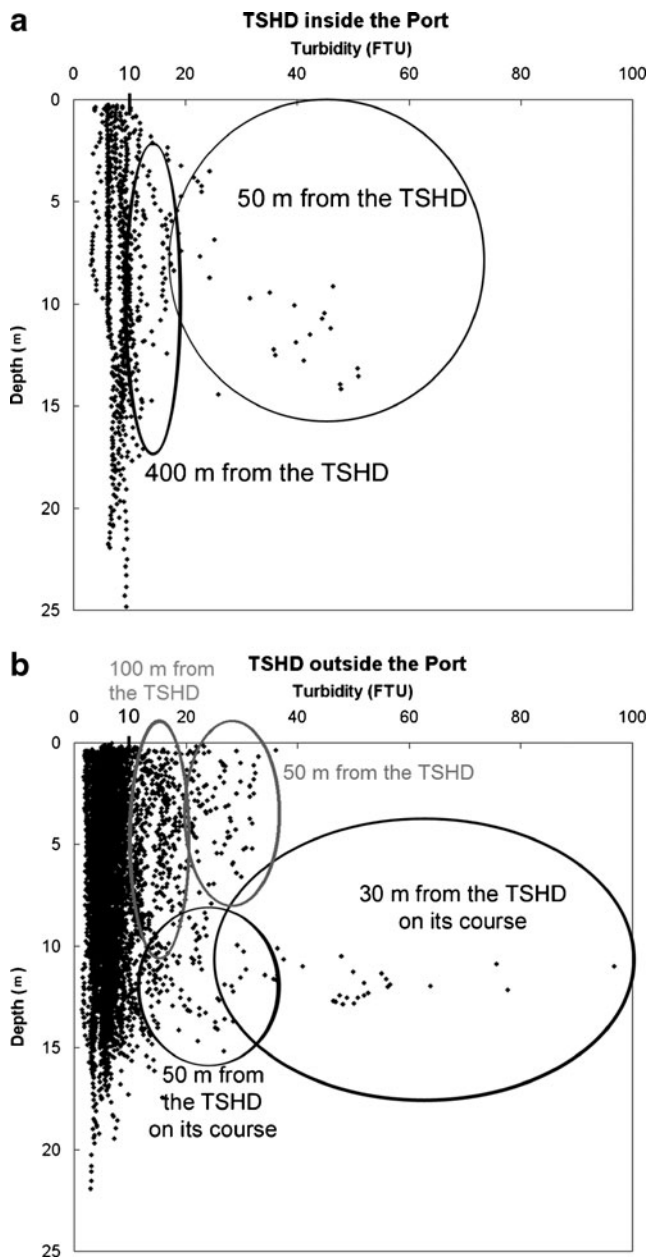 a
TSHD inside the Port
Turbidity (FTU)
0 10 20 40 60 80 100
0
5
10
15
20
25
Depth (m)
50 m from the TSHD
400 m from the TSHD
b
TSHD outside the Port
100 m from
the TSHD
Turbidity (FTU)
0 10 20 40 60 80 100
0
5
10
15
20
25
Depth (m)
50 m from the TSHD
30 m from the TSHD
on its course
50 m from
the TSHD
on its course